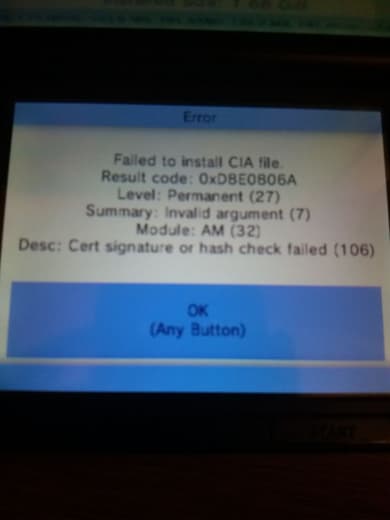 Error
Failed to install CIA file.
Result code: 0xD8E0806A
Level: Permanent (27)
Summary: Invalid argument (7)
Module: AM (32)
Desc: Cert signature or hash check failed (106)
OK
(Any Button)
START